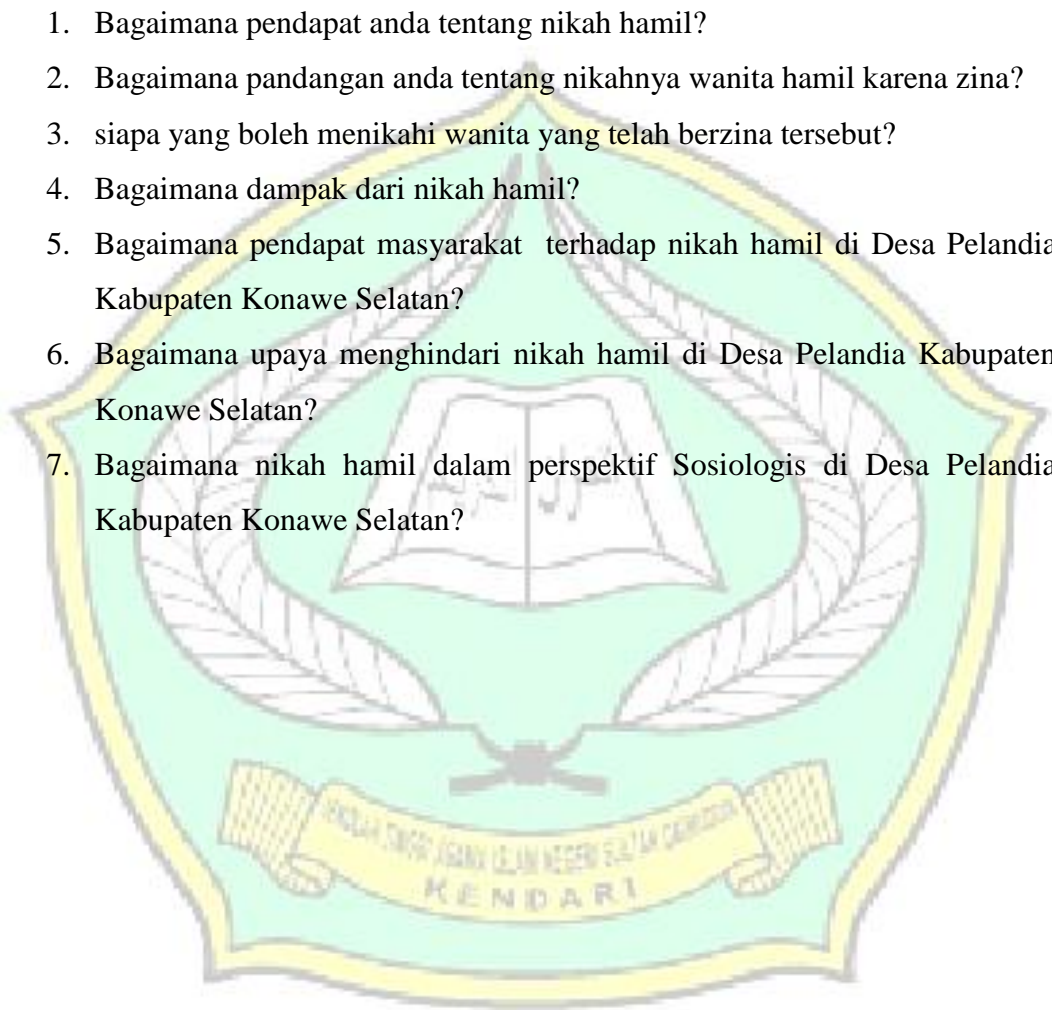 1. Bagaimana pendapat anda tentang nikah hamil?
2. Bagaimana pandangan anda tentang nikahnya wanita hamil karena zina?
3. siapa yang boleh menikahi wanita yang telah berzina tersebut?
4. Bagaimana dampak dari nikah hamil?
5. Bagaimana pendapat masyarakat terhadap nikah hamil di Desa Pelandia
Kabupaten Konawe Selatan?
6. Bagaimana upaya menghindari nikah hamil di Desa Pelandia Kabupaten
Konawe Selatan?
7. Bagaimana nikah hamil dalam perspektif Sosiologis di Desa Pelandia
Kabupaten Konawe Selatan?
KENDARI